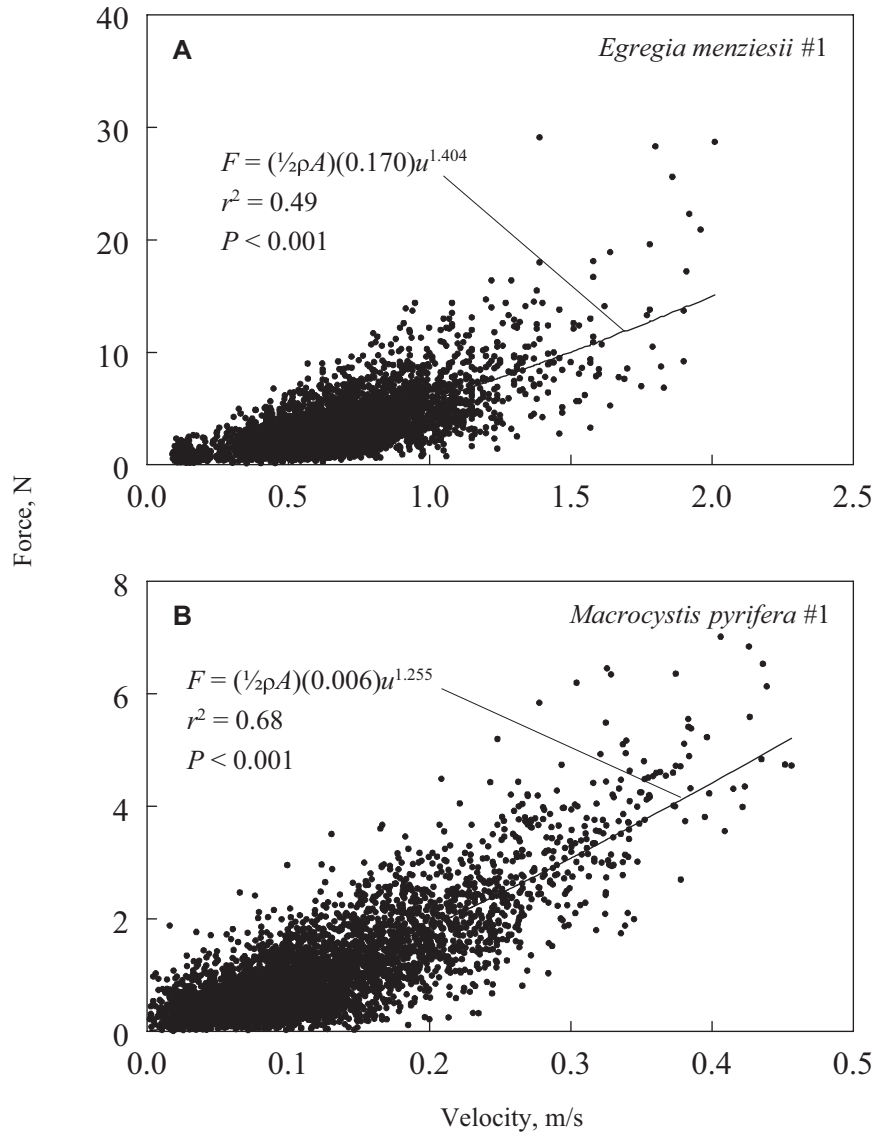 40
30
20
10
0
A
Egregia menziesii #1
F = (½ρA)(0.170)u^1.404
r² = 0.49
P < 0.001
0.0 0.5 1.0 1.5 2.0 2.5
Force, N
8
6
4
2
0
B
Macrocystis pyrifera #1
F = (½ρA)(0.006)u^1.255
r² = 0.68
P < 0.001
0.0 0.1 0.2 0.3 0.4 0.5
Velocity, m/s